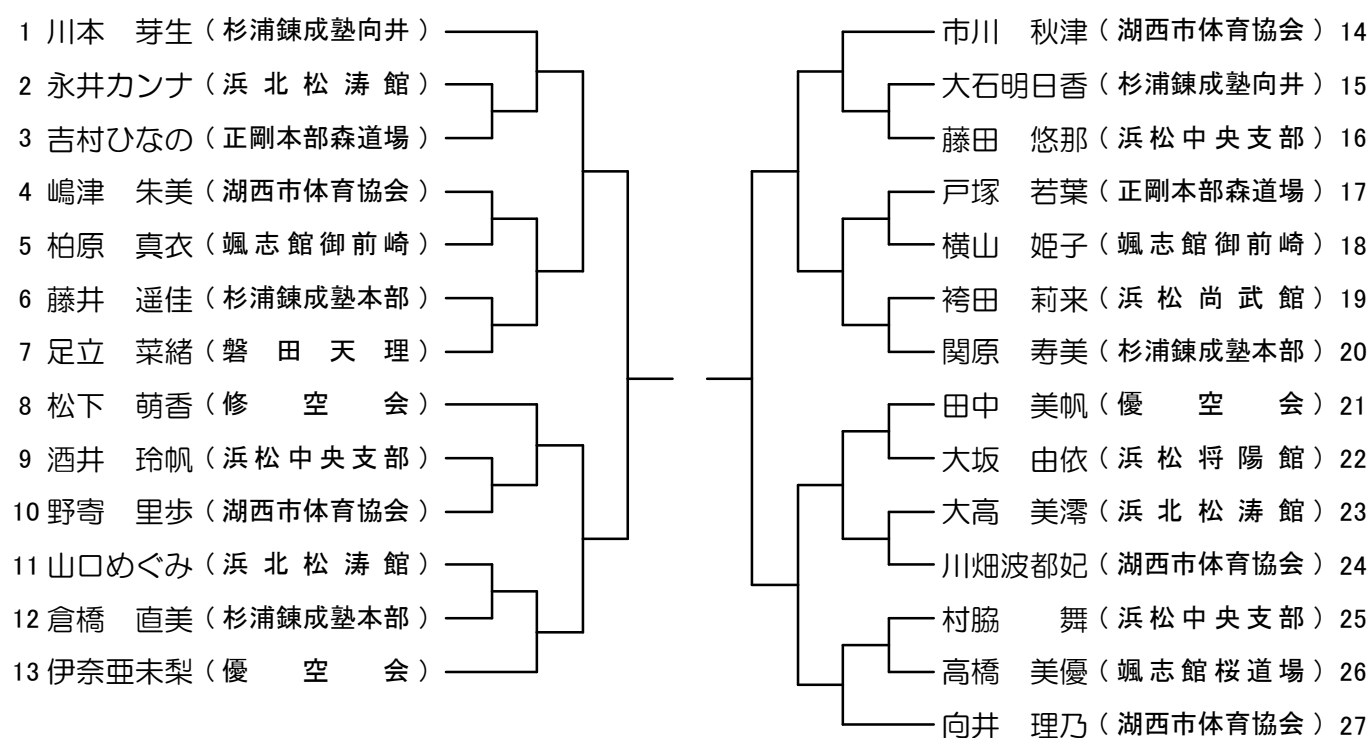 1 川本　芽生（杉浦錬成塾向井）
2 永井カンナ（浜 北 松 涛 館）
3 吉村ひなの（正剛本部森道場）
4 嶋津　朱美（湖西市体育協会）
5 柏原　真衣（颯志館御前崎）
6 藤井　遥佳（杉浦錬成塾本部）
7 足立　菜緒（磐 田 天 理）
8 松下　萌香（修 空 会）
9 酒井　玲帆（浜松中央支部）
10 野寄　里歩（湖西市体育協会）
11 山口めぐみ（浜 北 松 涛 館）
12 倉橋　直美（杉浦錬成塾本部）
13 伊奈亜未梨（優 空 会）
市川　秋津（湖西市体育協会）14
大石明日香（杉浦錬成塾向井）15
藤田　悠那（浜松中央支部）16
戸塚　若葉（正剛本部森道場）17
横山　姫子（颯志館御前崎）18
袴田　莉来（浜 松 尚 武 館）19
関原　寿美（杉浦錬成塾本部）20
田中　美帆（優 空 会）21
大坂　由依（浜 松 将 陽 館）22
大高　美澪（浜 北 松 涛 館）23
川畑波都妃（湖西市体育協会）24
村脇　　舞（浜松中央支部）25
高橋　美優（颯志館桜道場）26
向井　理乃（湖西市体育協会）27